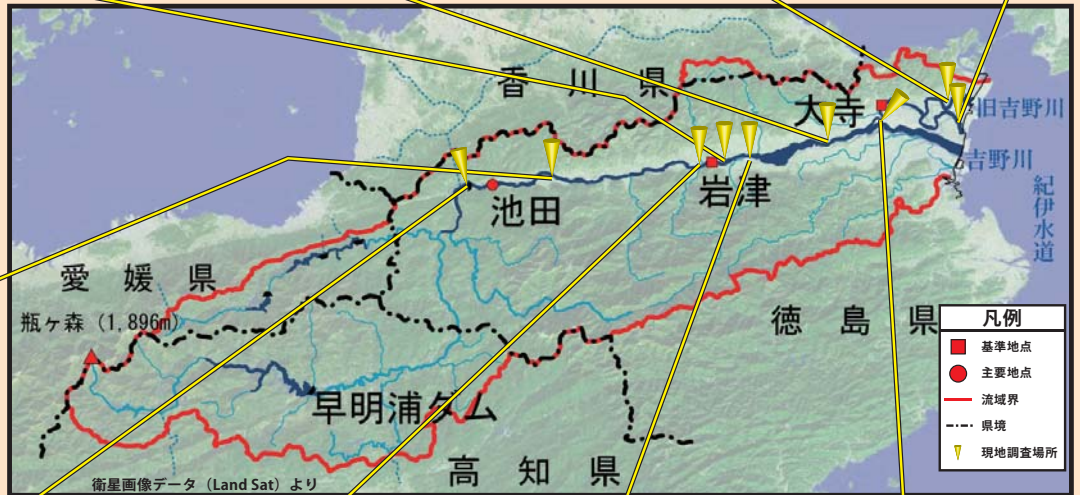 香川県
大寺
旧吉野川
吉野川
紀伊水道
岩津
池田
愛媛県
瓶ヶ森（1,896m）
徳島県
早明浦ダム
高知県
衛星画像データ（Land Sat）より
凡例
基準地点
主要地点
流域界
県境
現地調査場所